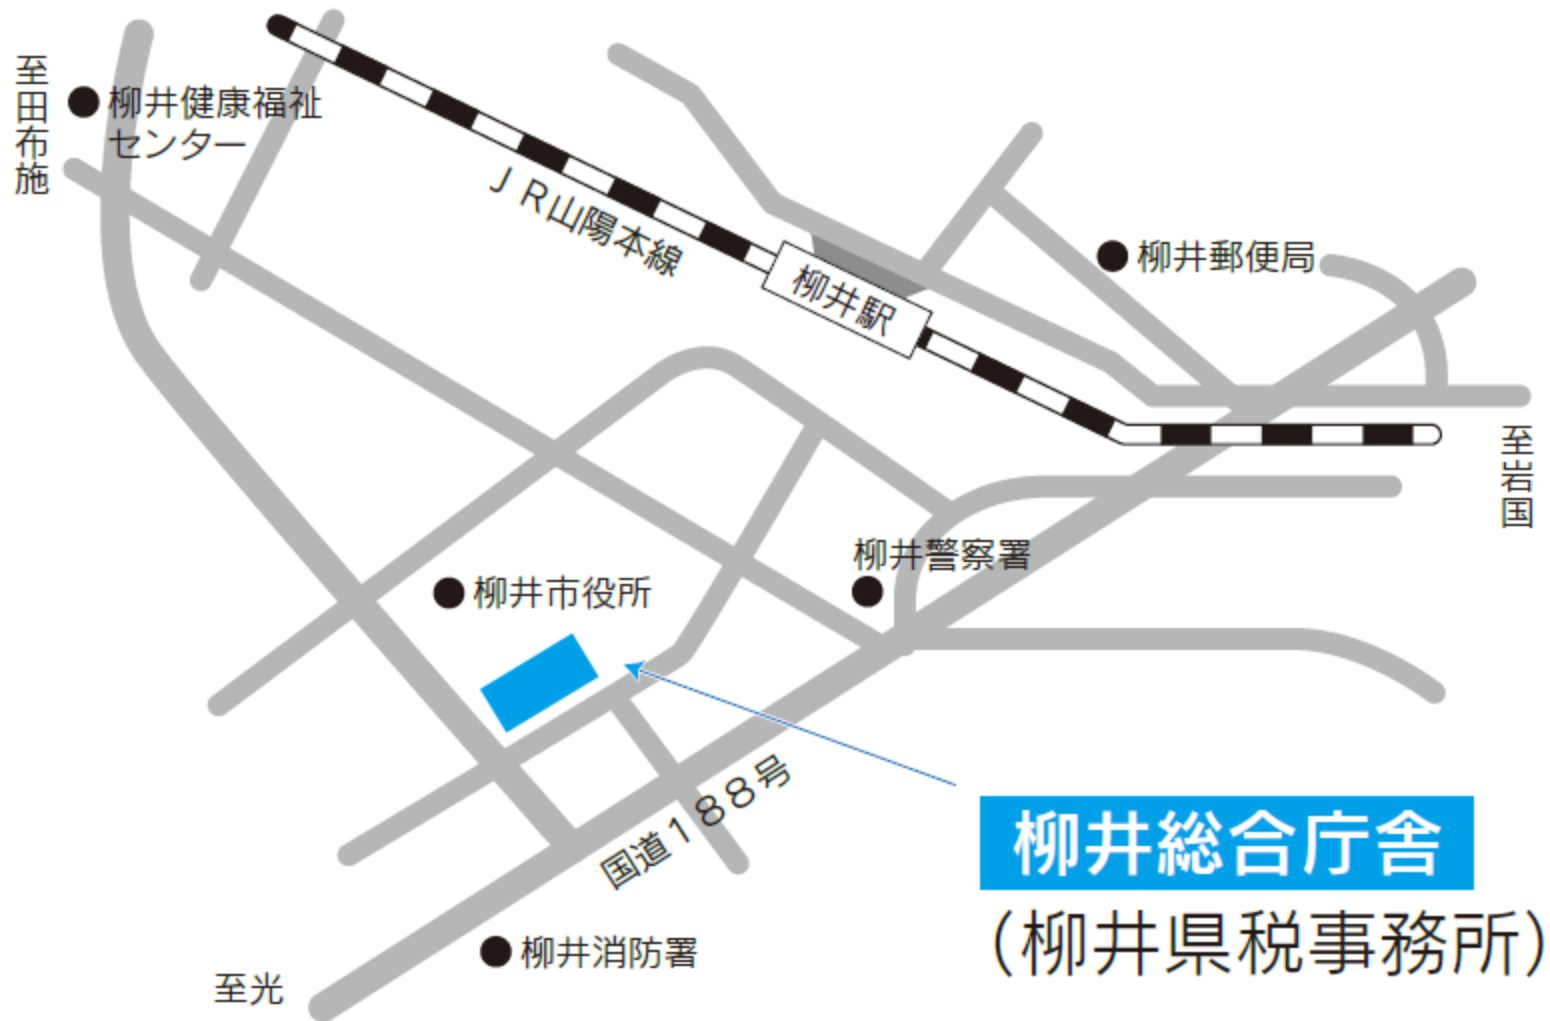 至田布施
柳井健康福祉
センター
ＪＲ山陽本線
柳井駅
柳井郵便局
至岩国
柳井警察署
柳井市役所
国道１８８号
柳井総合庁舎
（柳井県税事務所）
柳井消防署
至光